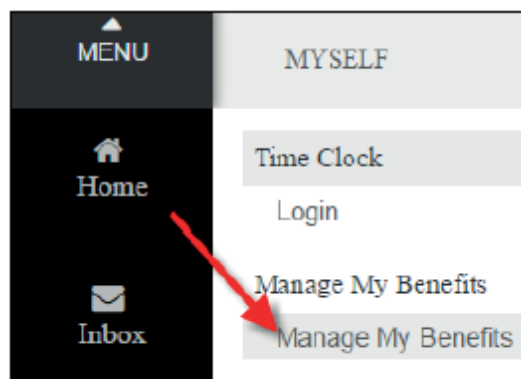 MENU
MYSELF
Home
Time Clock
Login
Manage My Benefits
Inbox
Manage My Benefits